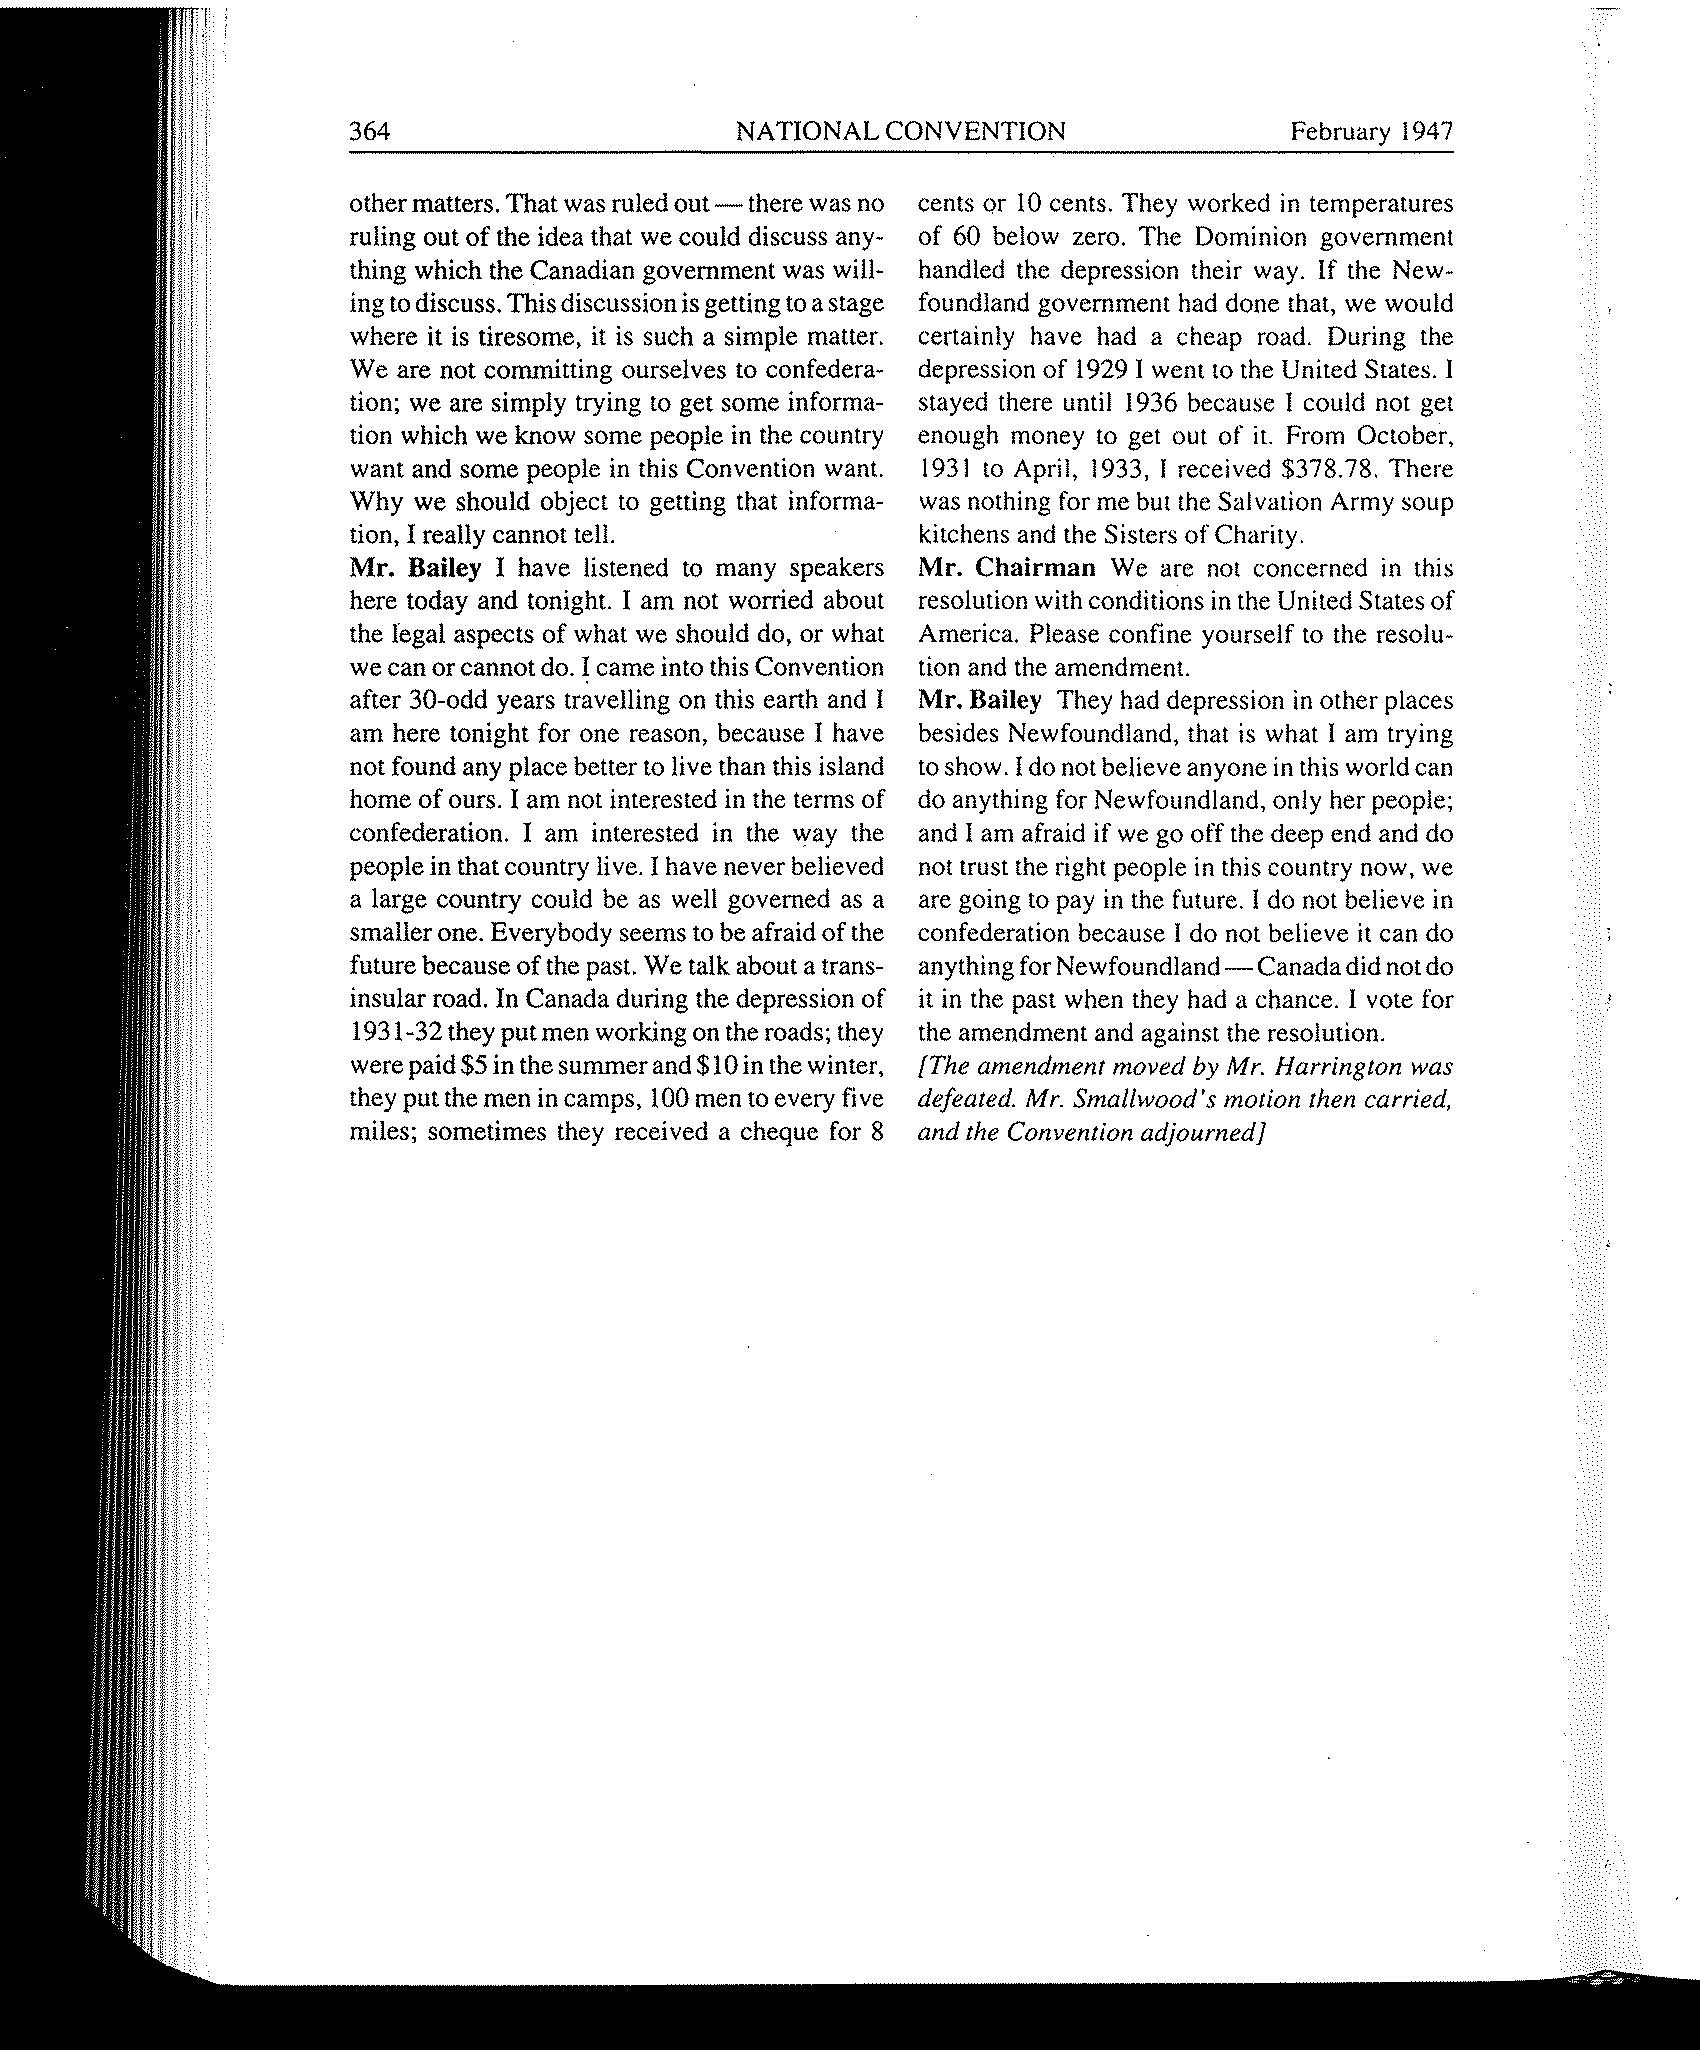 364 NATIONAL CONVENTION February 1947
other matters. That was ruled out — there was no
ruling out of the idea that we could discuss any-
thing which the Canadian government was will-
ing to discuss. This discussion is getting to a stage
where it is tiresome, it is such a simple matter.
We are not committing ourselves to confedera-
tion; we are simply trying to get some informa-
tion which we know some people in the country
want and some people in this Convention want.
Why we should object to getting that informa-
tion, I really cannot tell.
Mr. Bailey I have listened to many speakers
here today and tonight. I am not worried about
the legal aspects of what we should do, or what
we can or cannot do. I came into this Convention
after 30-odd years travelling on this earth and I
am here tonight for one reason, because I have
not found any place better to live than this island
home of ours. I am not interested in the terms of
confederation. I am interested in the way the
people in that country live. I have never believed
a large country could be as well governed as a
smaller one. Everybody seems to be afraid of the
future because of the past. We talk about a trans-
insular road. In Canada during the depression of
1931-32 they put men working on the roads; they
were paid $5 in the summer and $10 in the winter,
they put the men in camps, 100 men to every five
miles; sometimes they received a cheque for 8
cents or 10 cents. They worked in temperatures
of 60 below zero. The Dominion government
handled the depression their way. If the New-
foundland government had done that, we would
certainly have had a cheap road. During the
depression of 1929 I went to the United States. I
stayed there until 1936 because I could not get
enough money to get out of it. From October,
1931 to April, 1933, I received $378.78. There
was nothing for me but the Salvation Army soup
kitchens and the Sisters of Charity.
Mr. Chairman We are not concerned in this
resolution with conditions in the United States of
America. Please confine yourself to the resolu-
tion and the amendment.
Mr. Bailey They had depression in other places
besides Newfoundland, that is what I am trying
to show. I do not believe anyone in this world can
do anything for Newfoundland, only her people;
and I am afraid if we go off the deep end and do
not trust the right people in this country now, we
are going to pay in the future. I do not believe in
confederation because I do not believe it can do
anything for Newfoundland — Canada did not do
it in the past when they had a chance. I vote for
the amendment and against the resolution.
[The amendment moved by Mr. Harrington was
defeated. Mr. Smallwood's motion then carried,
and the Convention adjourned]